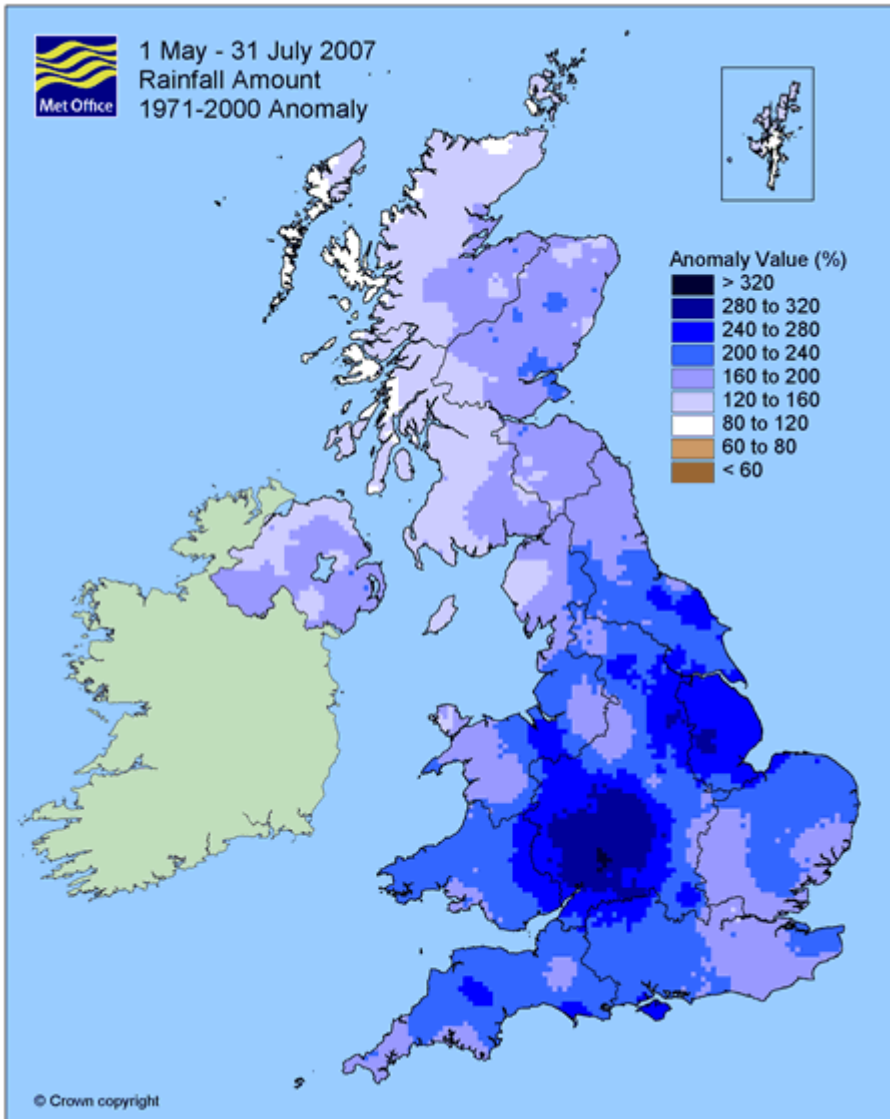 Met Office
1 May - 31 July 2007
Rainfall Amount
1971-2000 Anomaly
Anomaly Value (%)
> 320
280 to 320
240 to 280
200 to 240
160 to 200
120 to 160
80 to 120
60 to 80
< 60
© Crown copyright